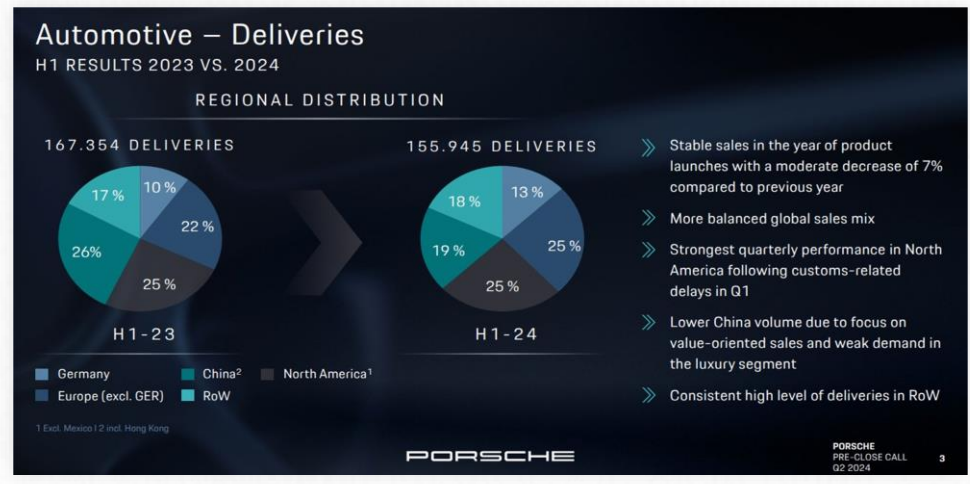 Automotive – Deliveries
H1 RESULTS 2023 VS. 2024
REGIONAL DISTRIBUTION
167.354 DELIVERIES
17 %
10 %
22 %
26%
25 %
H1-23
155.945 DELIVERIES
18 %
13 %
25 %
19 %
25 %
H1-24
Germany
China²
North America¹
Europe (excl. GER)
RoW
Stable sales in the year of product
launches with a moderate decrease of 7%
compared to previous year
More balanced global sales mix
Strongest quarterly performance in North
America following customs-related
delays in Q1
Lower China volume due to focus on
value-oriented sales and weak demand in
the luxury segment
Consistent high level of deliveries in RoW
1 Excl. Mexico I 2 incl. Hong Kong
PORSCHE
PORSCHE
PRE-CLOSE CALL
Q2 2024
3